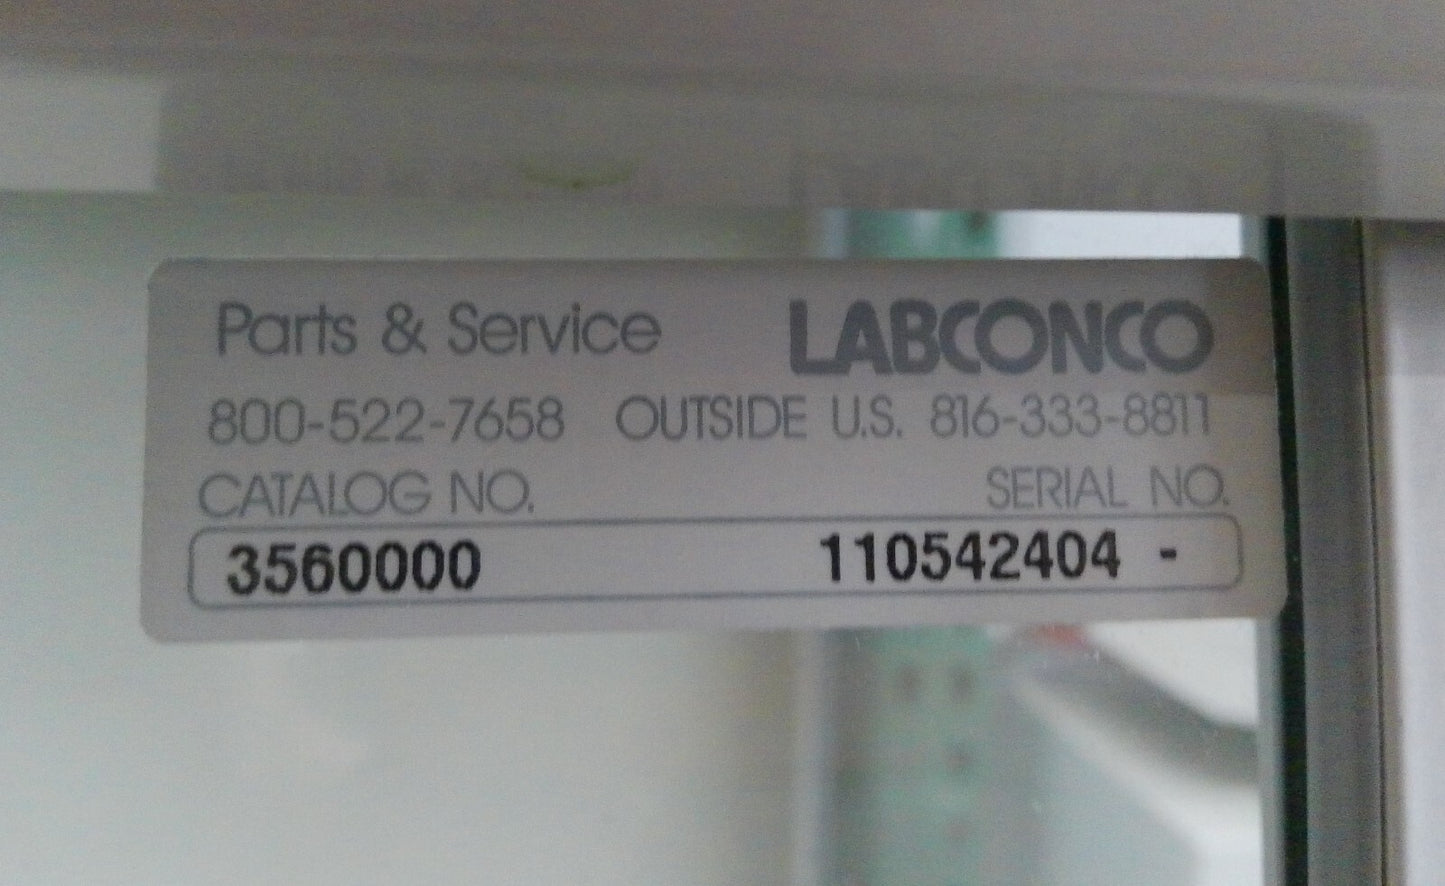 Parts & Service LABCONCO
800-522-7658 OUTSIDE U.S. 816-333-8811
CATALOG NO. SERIAL NO.
3560000 110542404 -